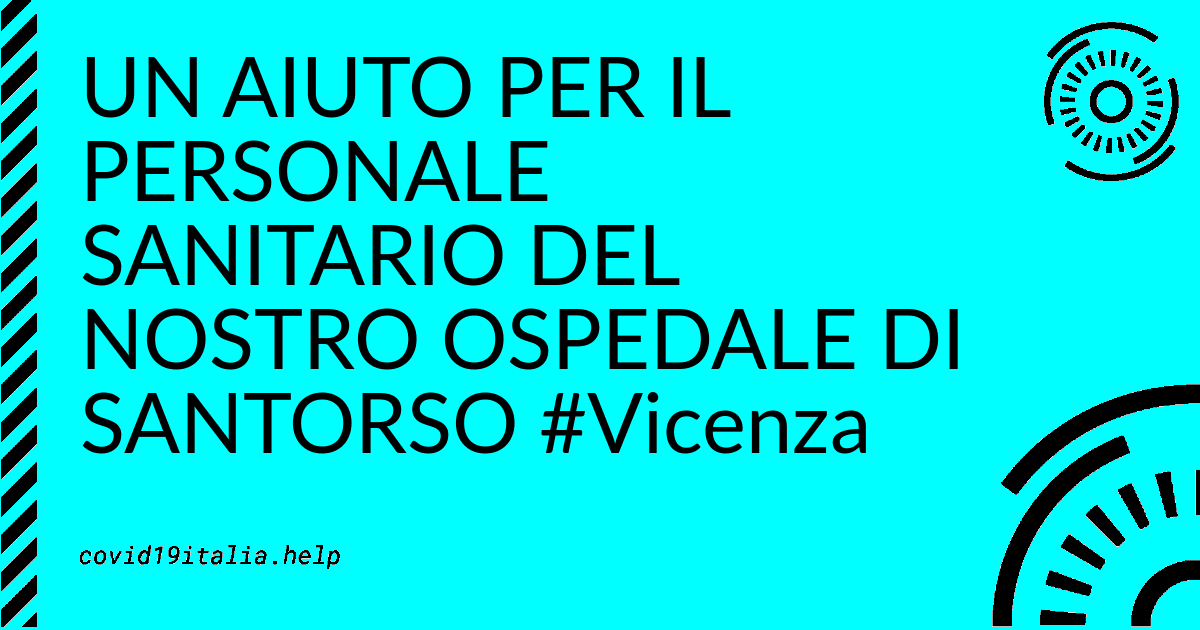 UN AIUTO PER IL
PERSONALE
SANITARIO DEL
NOSTRO OSPEDALE DI
SANTORSO #Vicenza
covid19italia.help